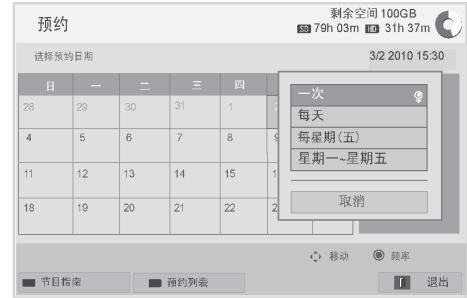 预约
剩余空间 100GB
SD 79h 03m HD 31h 37m
选择预约日期
3/2 2010 15:30
日 一 二 三 四
28 29 30 31 1
4 5 6 7 8
11 12 13 14 15
18 19 20 21 22
一次
每天
每星期(五)
星期一~星期五
取消
移动 频率
节目指南 预约列表 退出